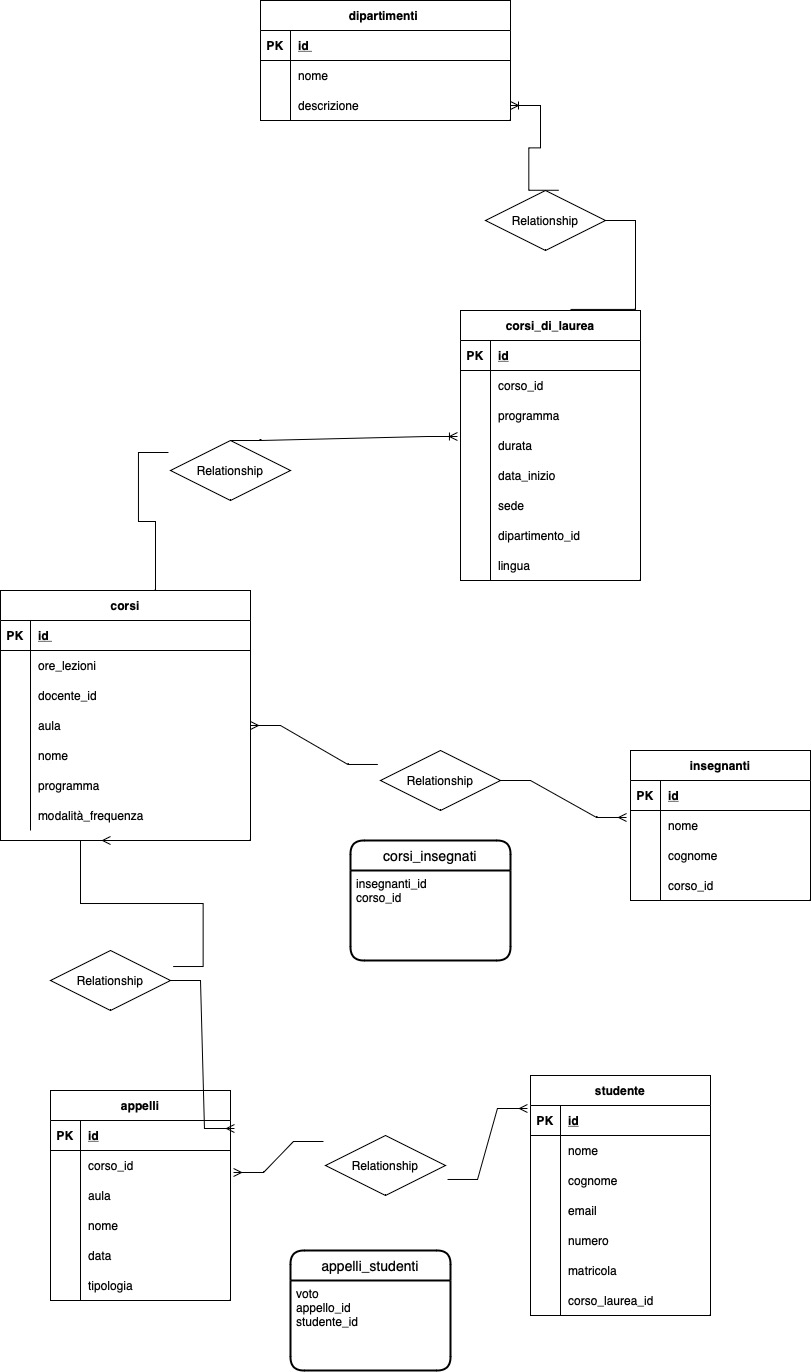 dipartimenti
PK id
nome
descrizione
Relationship
corsi_di_laurea
PK id
corso_id
programma
durata
data_inizio
sede
dipartimento_id
lingua
Relationship
corsi
PK id
ore_lezioni
docente_id
aula
nome
programma
modalità_frequenza
Relationship
insegnanti
PK id
nome
cognome
corso_id
corsi_insegnati
insegnanti_id
corso_id
Relationship
appelli
PK id
corso_id
aula
nome
data
tipologia
Relationship
studente
PK id
nome
cognome
email
numero
matricola
corso_laurea_id
appelli_studenti
voto
appello_id
studente_id